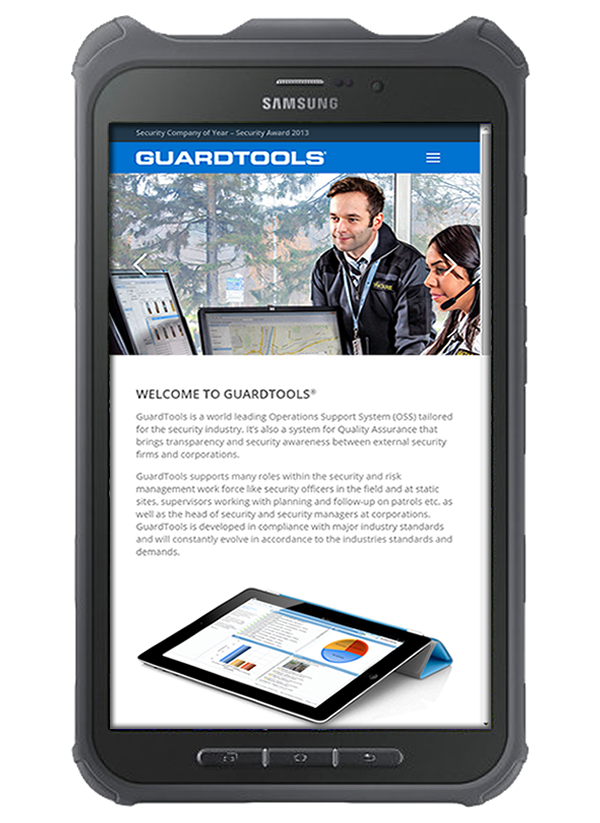 SAMSUNG
Security Company of Year – Security Award 2013
GUARDTOOLS®
WELCOME TO GUARDTOOLS®
GuardTools is a world leading Operations Support System (OSS) tailored
for the security industry. It's also a system for Quality Assurance that
brings transparency and security awareness between external security
firms and corporations.
GuardTools supports many roles within the security and risk
management work force like security officers in the field and at static
sites, supervisors working with planning and follow-up on patrols etc. as
well as the head of security and security managers at corporations.
GuardTools is developed in compliance with major industry standards
and will constantly evolve in accordance to the industries standards and
demands.